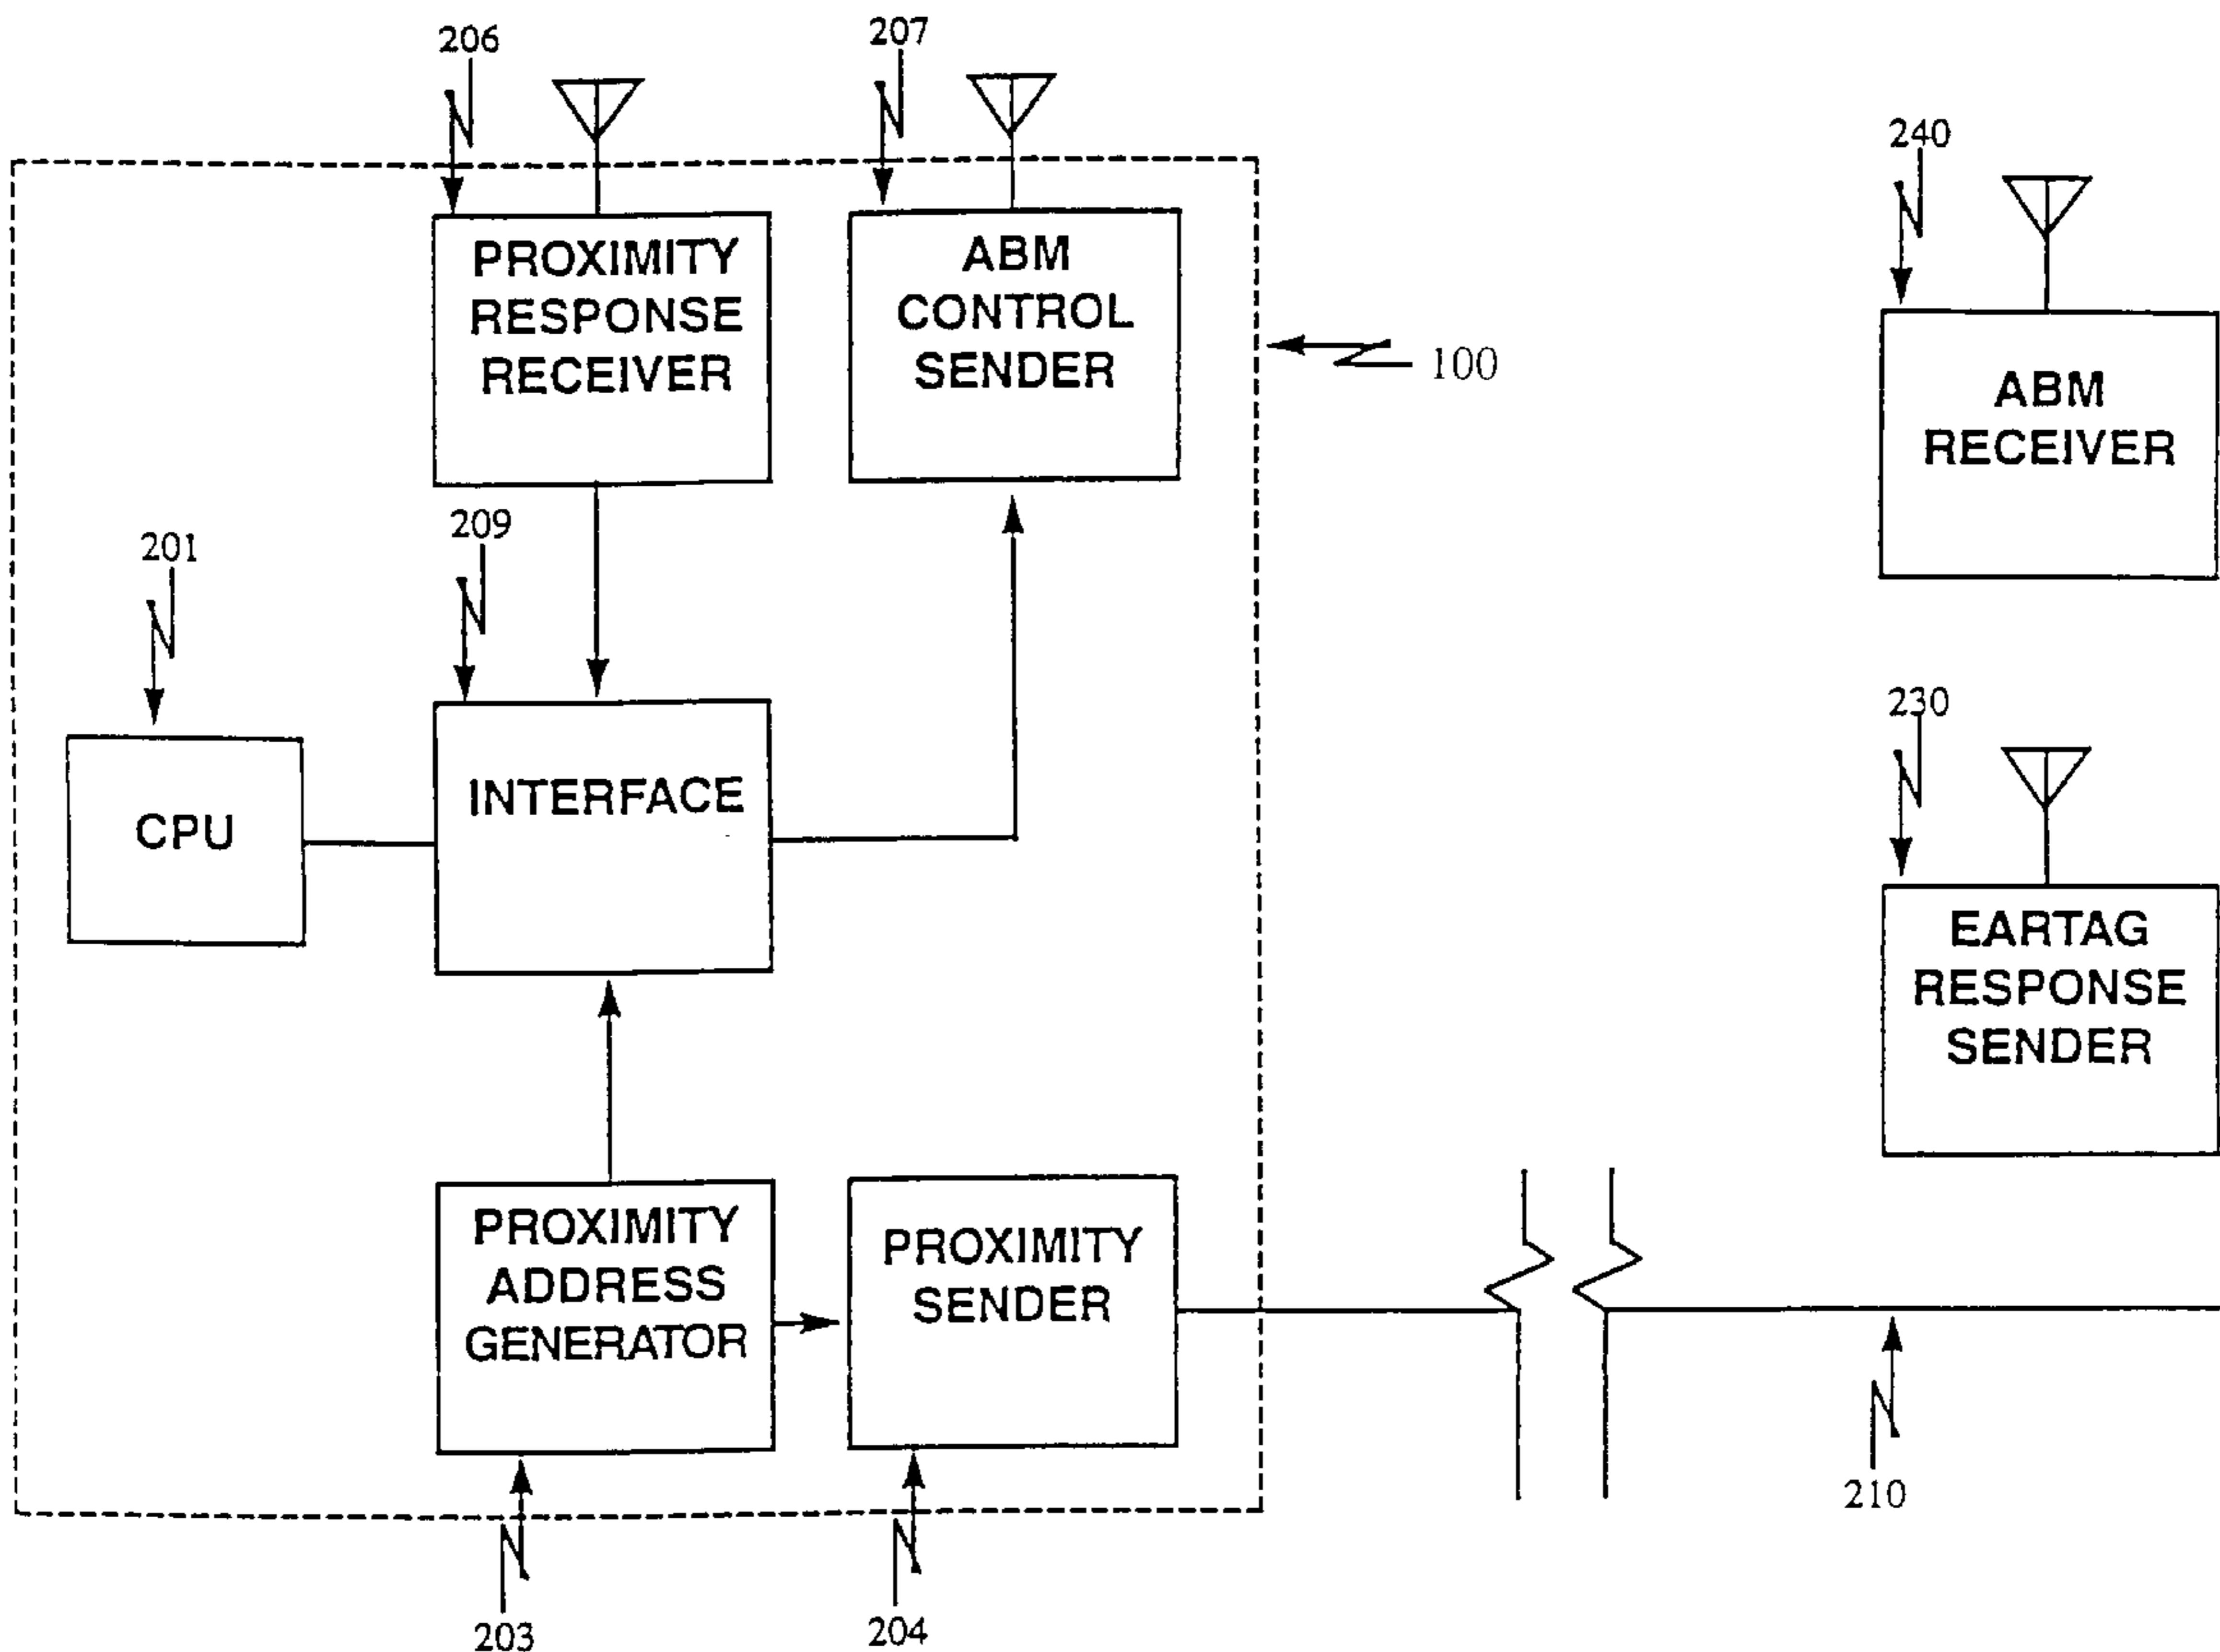 206
207
240
PROXIMITY
RESPONSE
RECEIVER
ABM
CONTROL
SENDER
100
ABM
RECEIVER
209
201
230
INTERFACE
CPU
EARTAG
RESPONSE
SENDER
PROXIMITY
ADDRESS
GENERATOR
PROXIMITY
SENDER
210
203
204